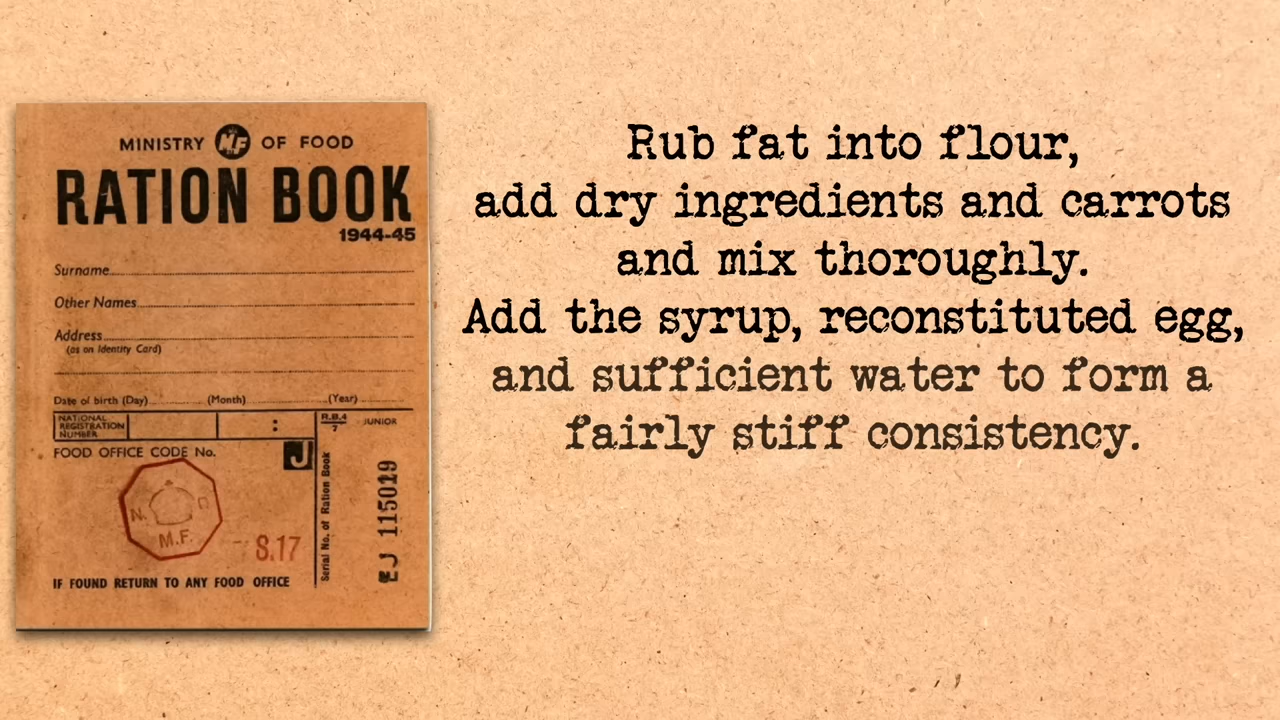 MINISTRY MF OF FOOD
RATION BOOK
1944-45
Surname
Other Names
Address
(as on Identity Card)
Date of birth (Day) (Month) (Year)
NATIONAL
REGISTRATION
NUMBER
:
R.B.4
7
JUNIOR
FOOD OFFICE CODE No.
J
N. D
M.F.
S.17
Serial No. of Ration Book
EJ 115019
IF FOUND RETURN TO ANY FOOD OFFICE
Rub fat into flour,
add dry ingredients and carrots
and mix thoroughly.
Add the syrup, reconstituted egg,
and sufficient water to form a
fairly stiff consistency.